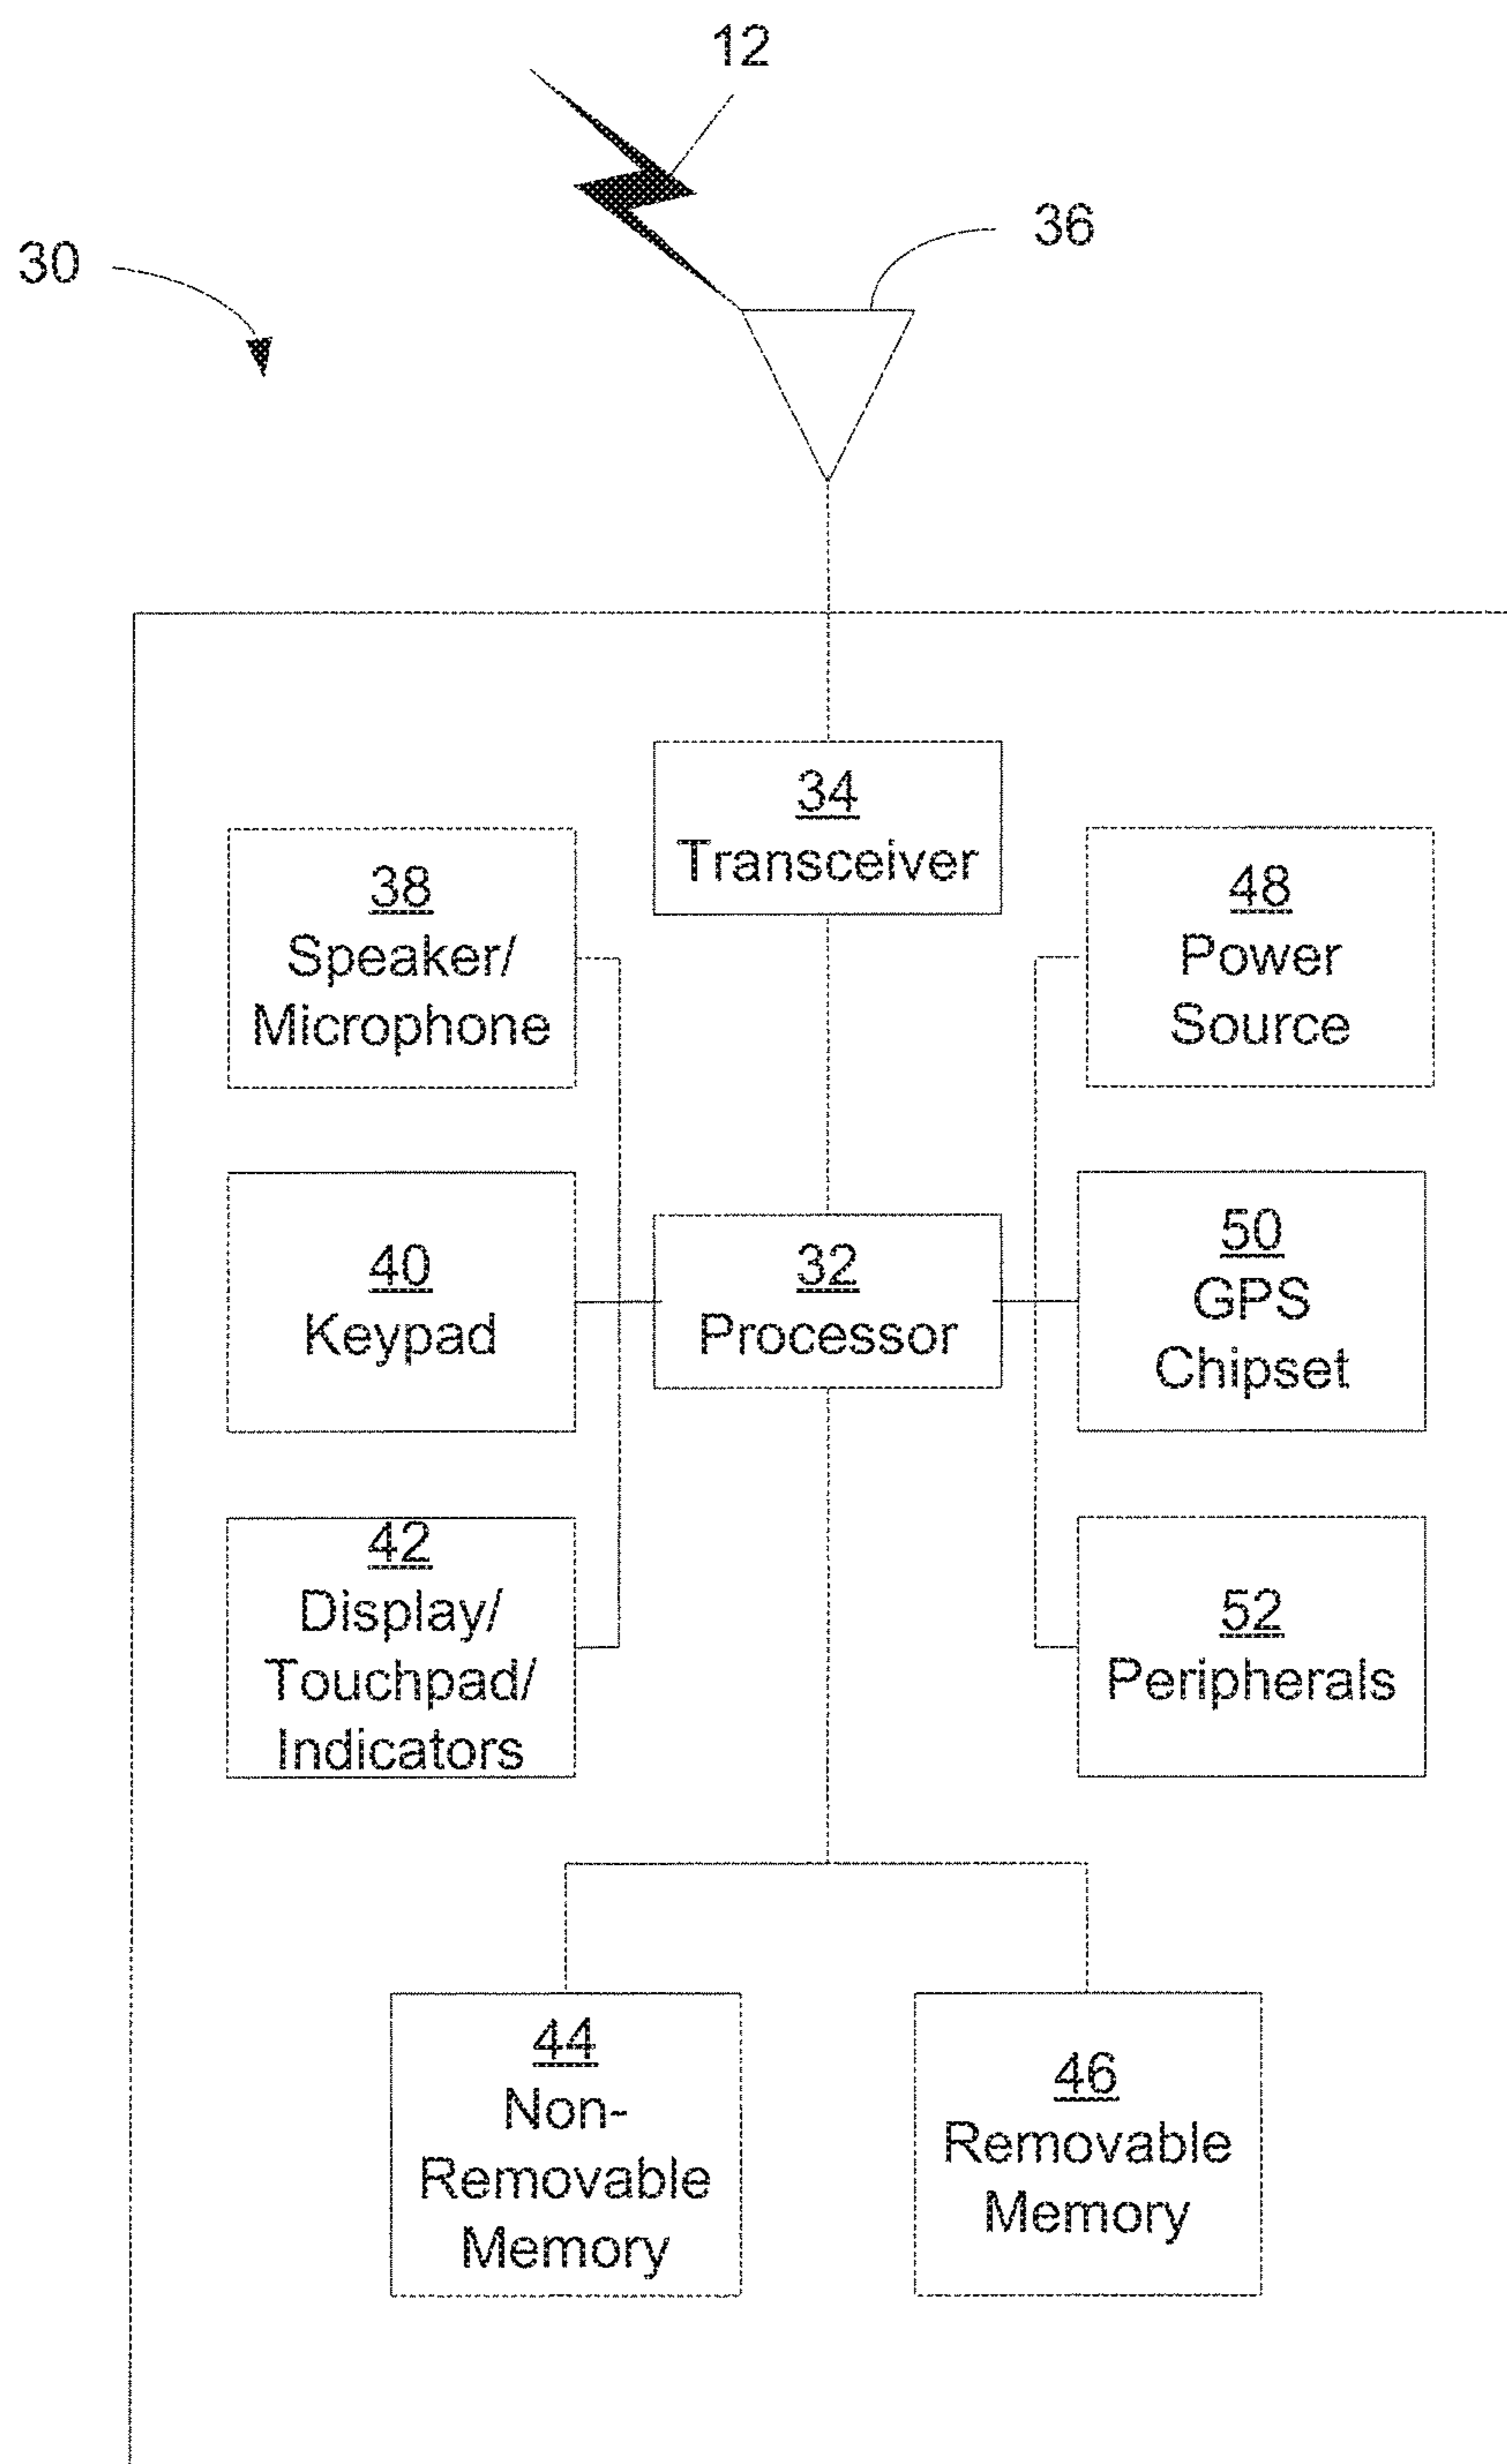 12
36
30
34
Transceiver
38
Speaker/
Microphone
48
Power
Source
40
Keypad
32
Processor
50
GPS
Chipset
42
Display/
Touchpad/
Indicators
52
Peripherals
44
Non-
Removable
Memory
46
Removable
Memory